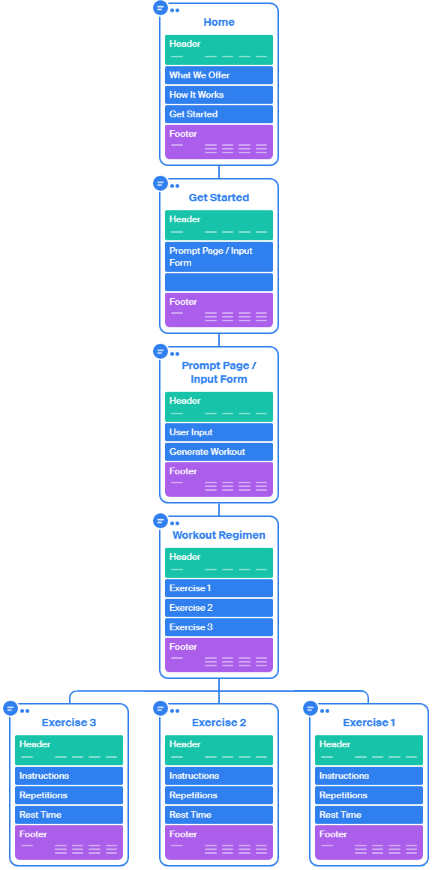 Home
Header
What We Offer
How It Works
Get Started
Footer
Get Started
Header
Prompt Page / Input
Form
Footer
Prompt Page /
Input Form
Header
User Input
Generate Workout
Footer
Workout Regimen
Header
Exercise 1
Exercise 2
Exercise 3
Footer
Exercise 3
Header
Instructions
Repetitions
Rest Time
Footer
Exercise 2
Header
Instructions
Repetitions
Rest Time
Footer
Exercise 1
Header
Instructions
Repetitions
Rest Time
Footer